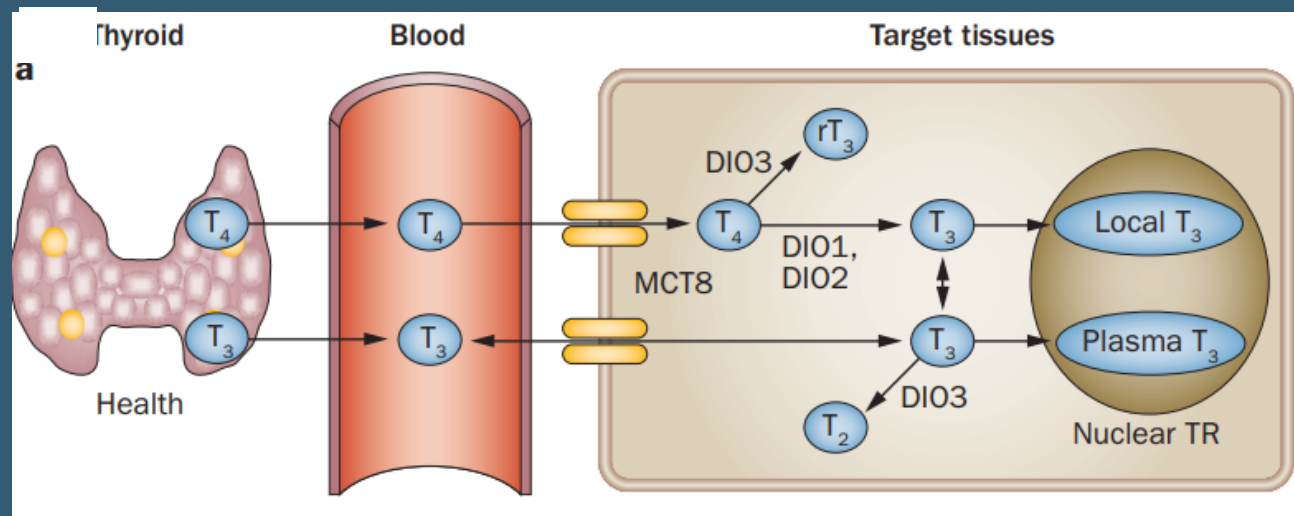 Thyroid Blood Target tissues
a
rT₃
DIO3
T₄ T₄ T₄ T₃ Local T₃
DIO1,
DIO2
MCT8
T₃ T₃ T₃ Plasma T₃
DIO3
Health
T₂
Nuclear TR